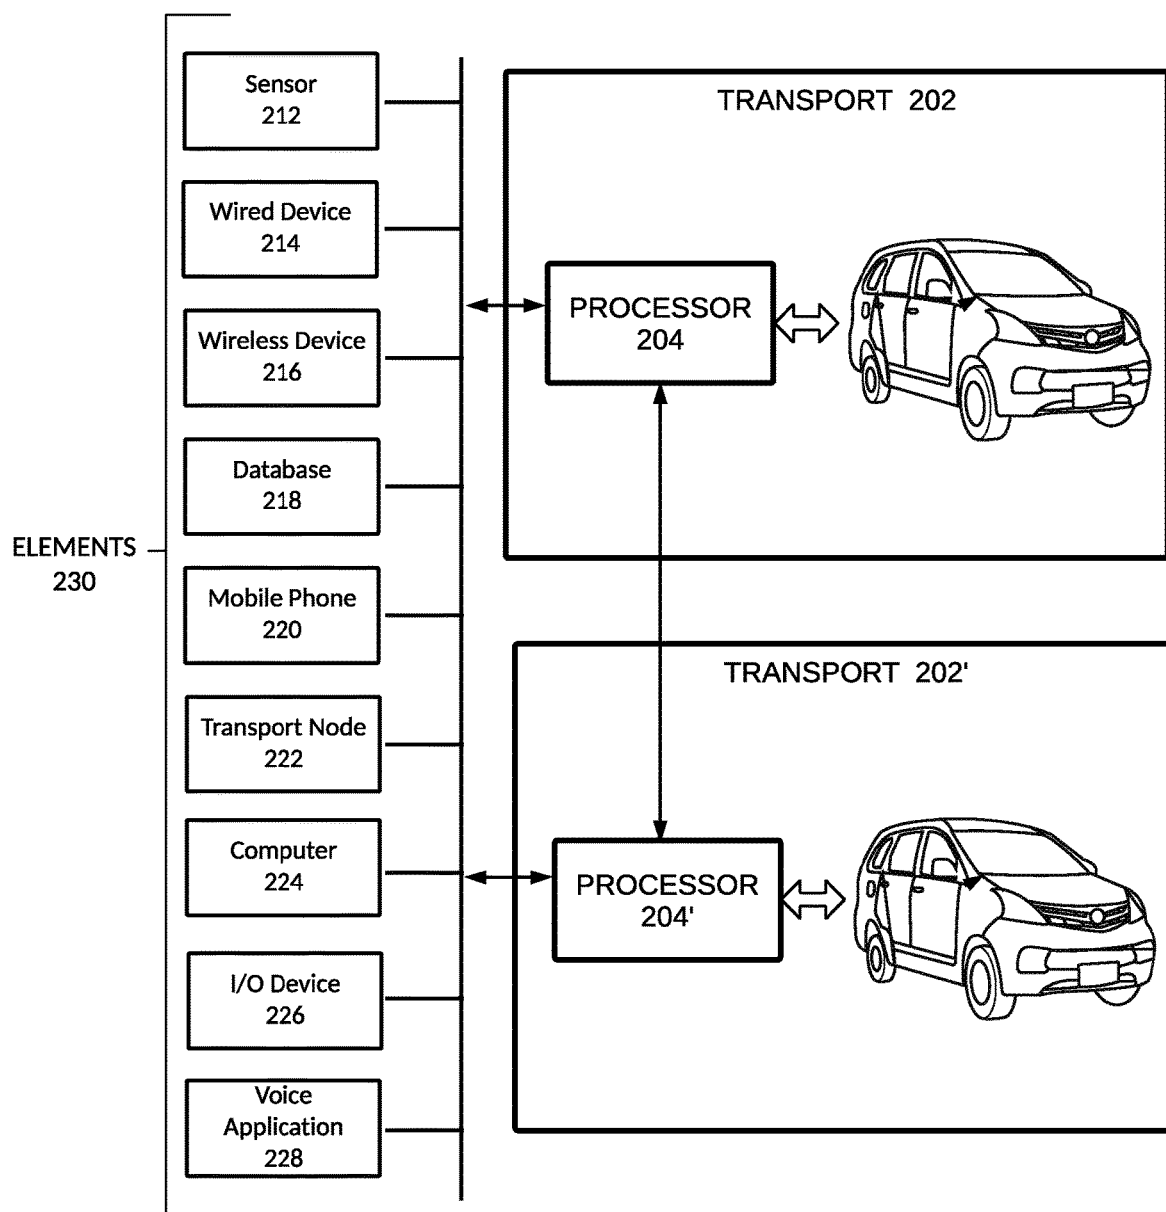 ELEMENTS
230
Sensor
212
Wired Device
214
Wireless Device
216
Database
218
Mobile Phone
220
Transport Node
222
Computer
224
I/O Device
226
Voice
Application
228
TRANSPORT 202
PROCESSOR
204
TRANSPORT 202'
PROCESSOR
204'